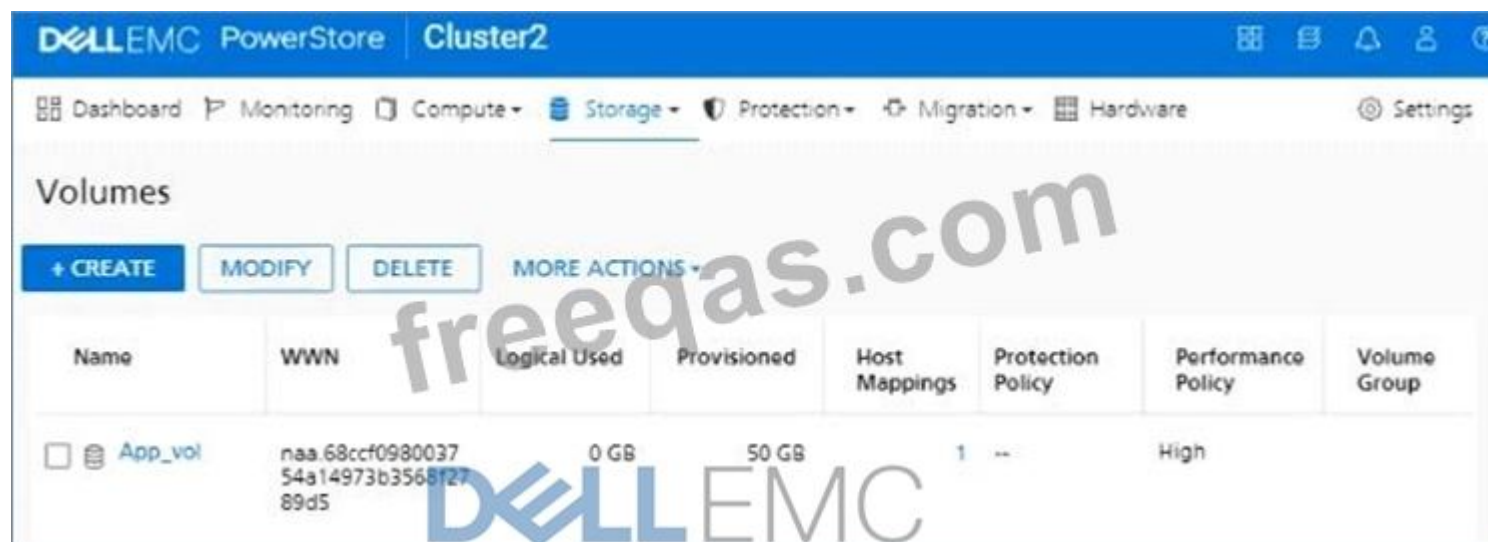 DELLEMC PowerStore Cluster2
Dashboard Monitoring Compute Storage Protection Migration Hardware Settings
Volumes
+ CREATE MODIFY DELETE MORE ACTIONS
freeqas.com
Name WWN Logical Used Provisioned Host Mappings Protection Policy Performance Policy Volume Group
App_vol naa.68ccf0980037 0 GB 50 GB 1 -- High
54a14973b3568f27
89d5
DELLEMC